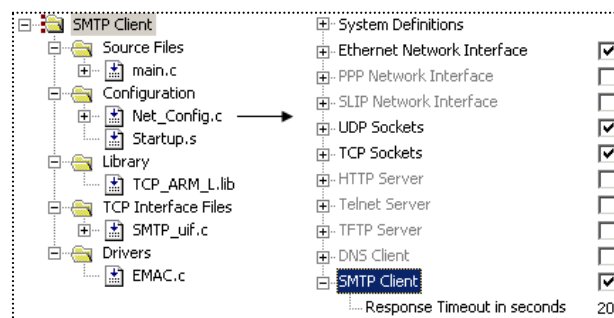 SMTP Client
Source Files
main.c
Configuration
Net_Config.c
Startup.s
Library
TCP_ARM_L.lib
TCP Interface Files
SMTP_uif.c
Drivers
EMAC.c
System Definitions
Ethernet Network Interface
PPP Network Interface
SLIP Network Interface
UDP Sockets
TCP Sockets
HTTP Server
Telnet Server
TFTP Server
DNS Client
SMTP Client
Response Timeout in seconds 20